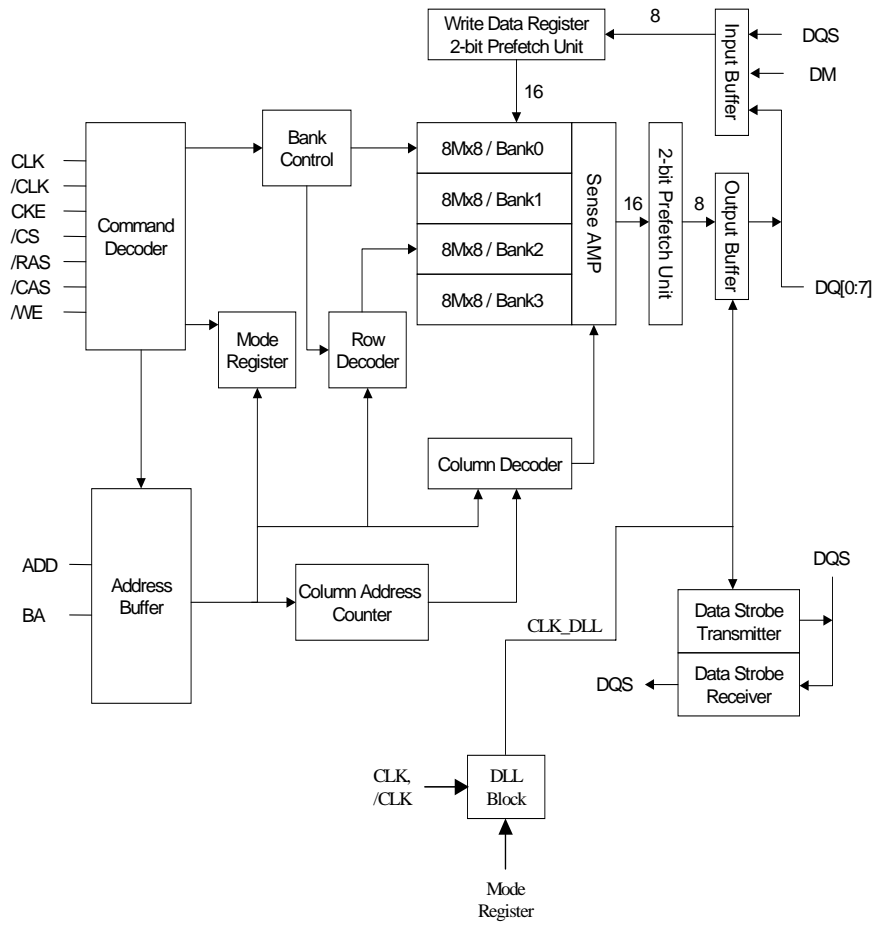 Write Data Register
2-bit Prefetch Unit
8
Input Buffer
DQS
DM
16
Bank
Control
8Mx8 / Bank0
8Mx8 / Bank1
8Mx8 / Bank2
8Mx8 / Bank3
Sense AMP
16
2-bit Prefetch Unit
8
Output Buffer
DQ[0:7]
CLK
/CLK
CKE
/CS
/RAS
/CAS
/WE
Command
Decoder
Mode
Register
Row
Decoder
Column Decoder
ADD
BA
Address
Buffer
Column Address
Counter
CLK_DLL
DQS
Data Strobe
Transmitter
Data Strobe
Receiver
DQS
CLK,
/CLK
DLL
Block
Mode
Register